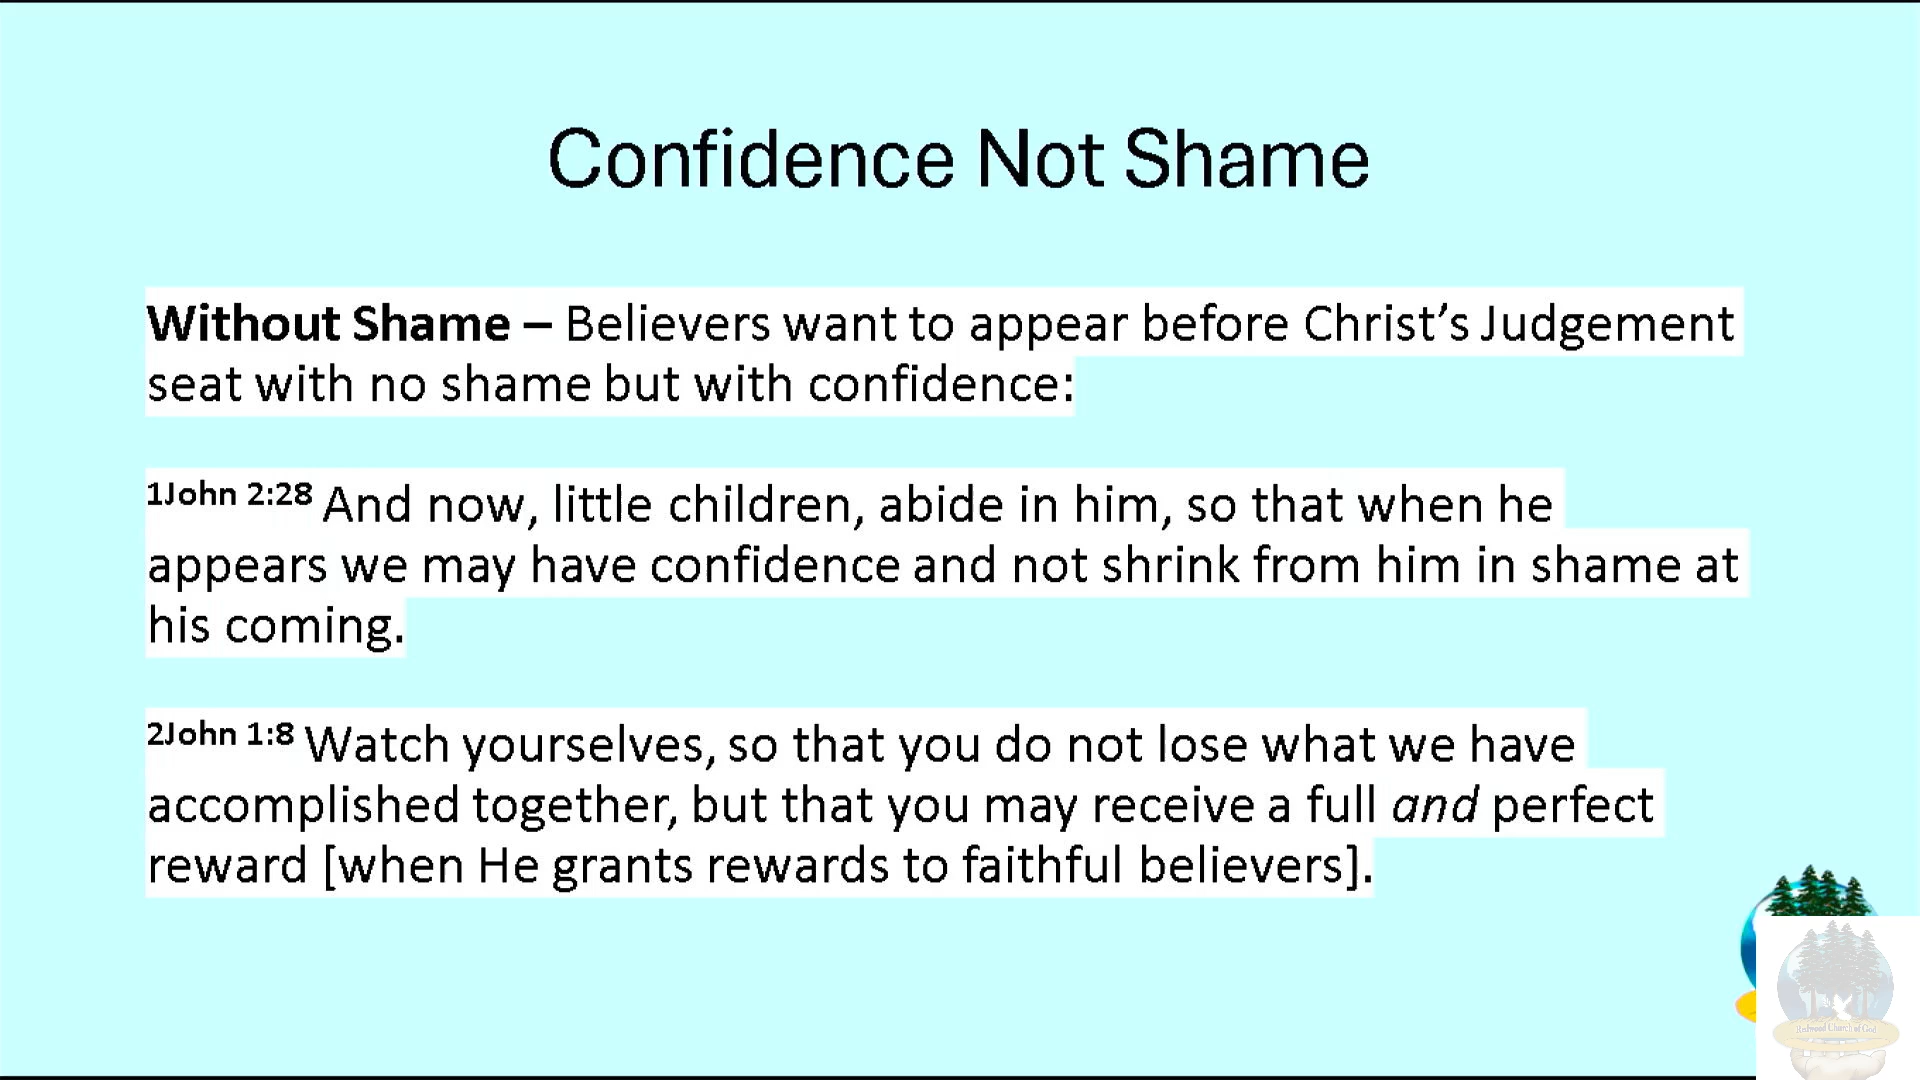 Confidence Not Shame
Without Shame – Believers want to appear before Christ’s Judgement
seat with no shame but with confidence:
1John 2:28 And now, little children, abide in him, so that when he
appears we may have confidence and not shrink from him in shame at
his coming.
2John 1:8 Watch yourselves, so that you do not lose what we have
accomplished together, but that you may receive a full and perfect
reward [when He grants rewards to faithful believers].
Redwood Church of God